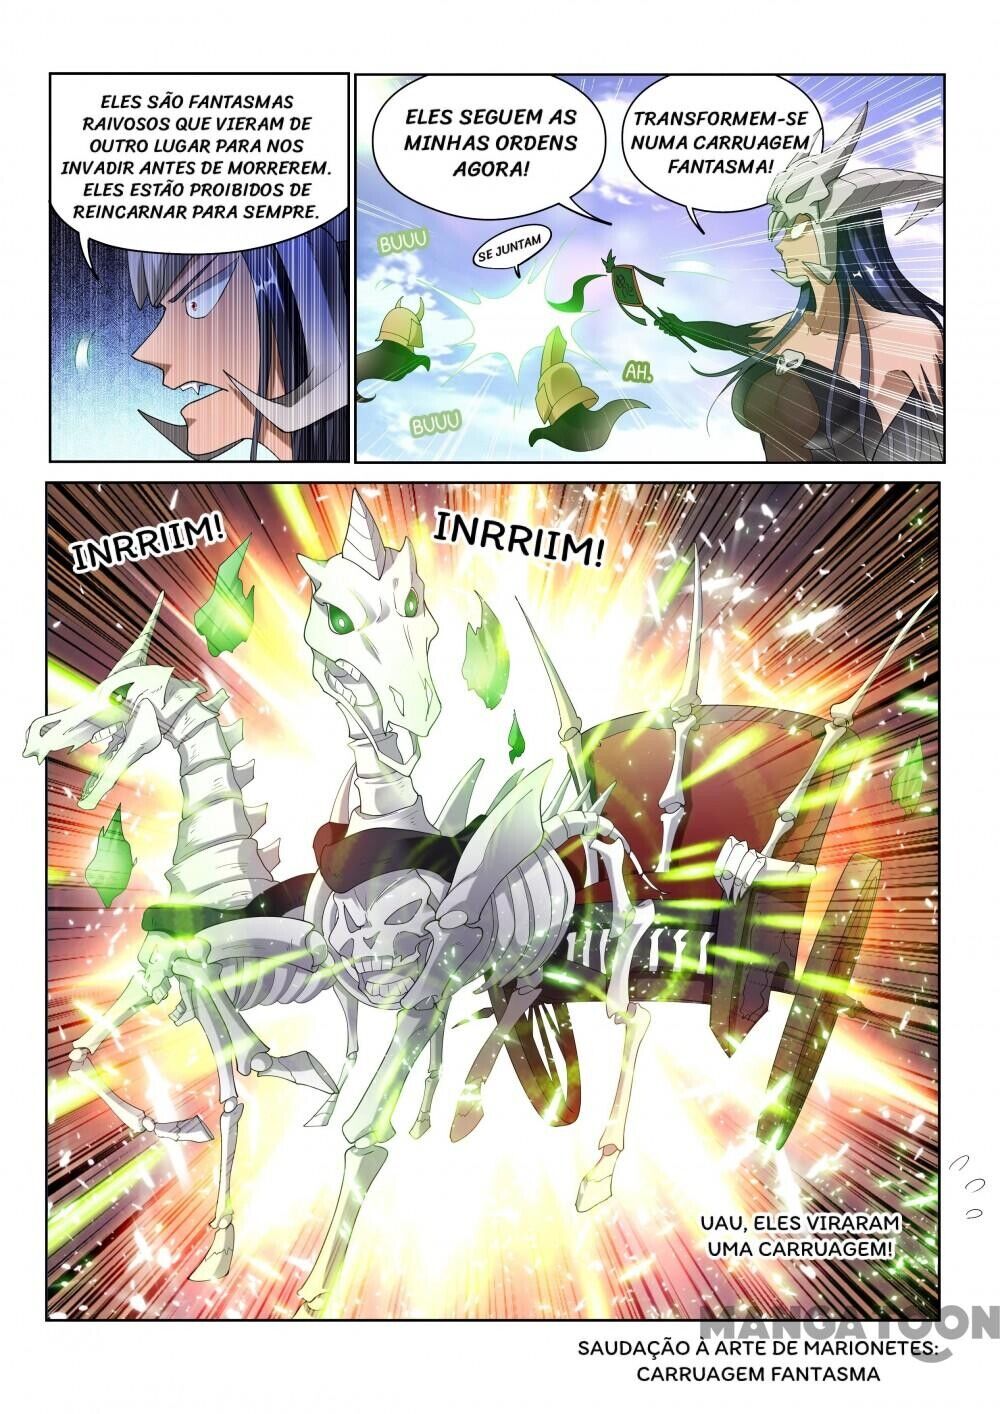 ELES SÃO FANTASMAS
RAIVOSOS QUE VIERAM DE
OUTRO LUGAR PARA NOS
INVADIR ANTES DE MORREREM.
ELES ESTÃO PROIBIDOS DE
REINCARNAR PARA SEMPRE.
ELES SEGUEM AS
MINHAS ORDENS
AGORA!
TRANSFORMEM-SE
NUMA CARRUAGEM
FANTASMA!
BUUU
SE JUNTAM
AH.
BUUU
INRRIIM!
INRRIIM!
UAU, ELES VIRARAM
UMA CARRUAGEM!
MANGATOON
SAUDAÇÃO À ARTE DE MARIONETES:
CARRUAGEM FANTASMA